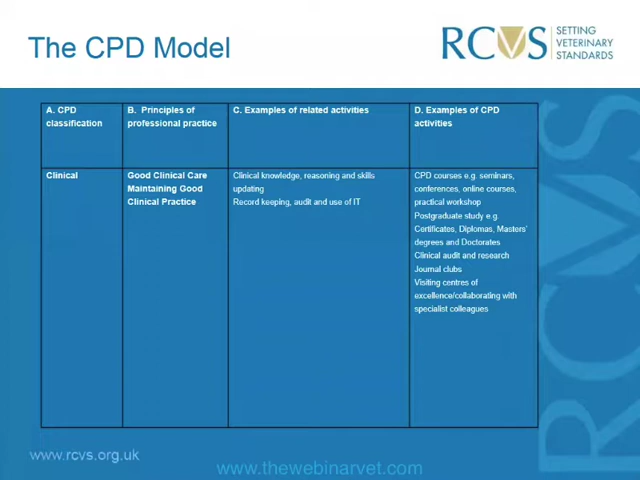 The CPD Model
RCVS
SETTING
VETERINARY
STANDARDS
A. CPD
classification
B. Principles of
professional practice
C. Examples of related activities
D. Examples of CPD
activities
Clinical
Good Clinical Care
Maintaining Good
Clinical Practice
Clinical knowledge, reasoning and skills
updating
Record keeping, audit and use of IT
CPD courses e.g. seminars,
conferences, online courses,
practical workshop
Postgraduate study e.g.
Certificates, Diplomas, Masters'
degrees and Doctorates
Clinical audit and research
Journal clubs
Visiting centres of
excellence/collaborating with
specialist colleagues
RCVS
www.rcvs.org.uk
www.thewebinarvet.com